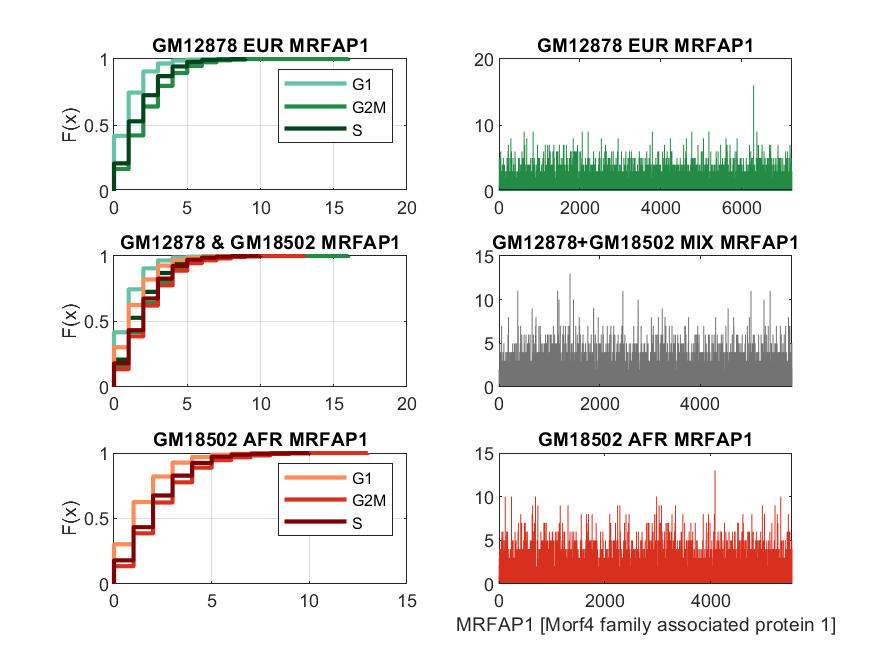 GM12878 EUR MRFAP1
F(x)
1
0.5
0
0 5 10 15 20
G1
G2M
S
GM12878 EUR MRFAP1
20
10
0
0 2000 4000 6000
GM12878 & GM18502 MRFAP1
F(x)
1
0.5
0
0 5 10 15 20
GM12878+GM18502 MIX MRFAP1
15
10
5
0
0 2000 4000
GM18502 AFR MRFAP1
F(x)
1
0.5
0
0 5 10 15
G1
G2M
S
GM18502 AFR MRFAP1
15
10
5
0
0 2000 4000
MRFAP1 [Morf4 family associated protein 1]